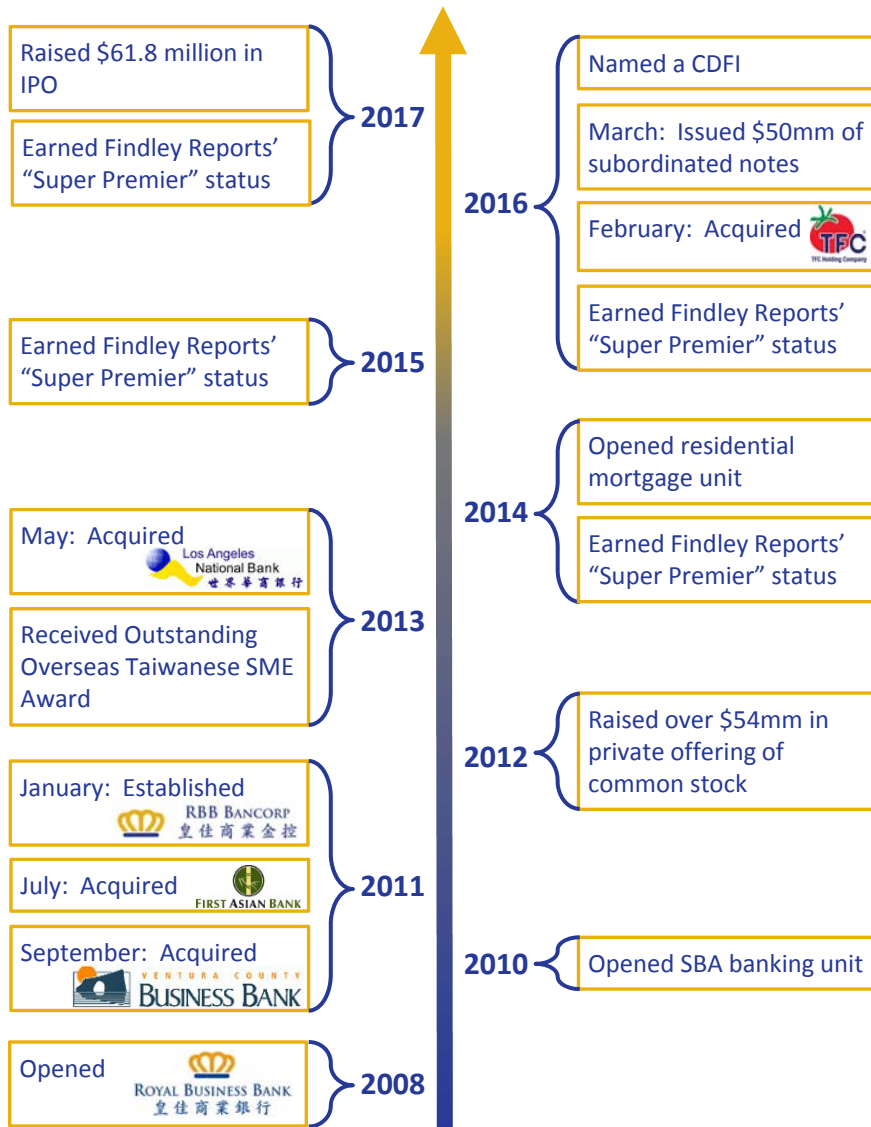 Raised $61.8 million in
IPO
Earned Findley Reports’
“Super Premier” status
2017
Named a CDFI
March:  Issued $50mm of
subordinated notes
February:  Acquired
TFC
TFC Holding Company
Earned Findley Reports’
“Super Premier” status
2016
Earned Findley Reports’
“Super Premier” status
2015
Opened residential
mortgage unit
Earned Findley Reports’
“Super Premier” status
2014
May:  Acquired
Los Angeles
National Bank
世界華商銀行
Received Outstanding
Overseas Taiwanese SME
Award
2013
Raised over $54mm in
private offering of
common stock
2012
January:  Established
RBB BANCORP
皇佳商業金控
July:  Acquired
FIRST ASIAN BANK
September:  Acquired
VENTURA COUNTY
BUSINESS BANK
2011
2010
Opened SBA banking unit
Opened
ROYAL BUSINESS BANK
皇佳商業銀行
2008